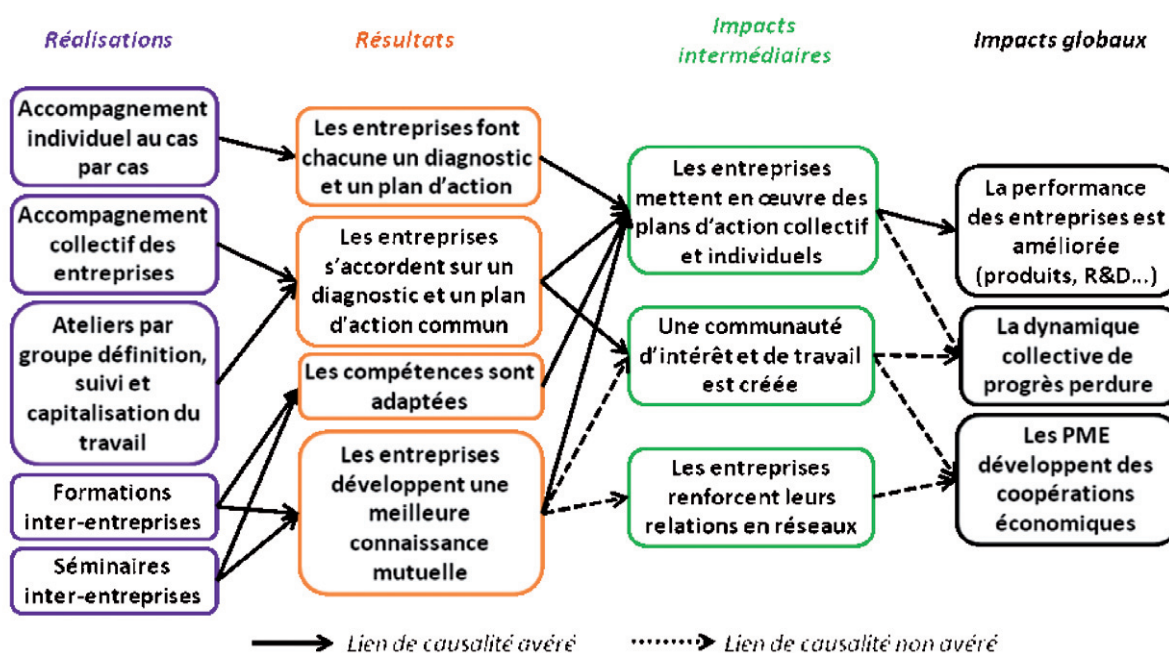 Réalisations
Résultats
Impacts
intermédiaires
Impacts globaux
Accompagnement
individuel au cas
par cas
Accompagnement
collectif des
entreprises
Ateliers par
groupe définition,
suivi et
capitalisation du
travail
Formations
inter-entreprises
Séminaires
inter-entreprises
Les entreprises font
chacune un diagnostic
et un plan d'action
Les entreprises
s'accordent sur un
diagnostic et un plan
d'action commun
Les compétences sont
adaptées
Les entreprises
développent une
meilleure
connaissance
mutuelle
Les entreprises
mettent en œuvre des
plans d'action collectif
et individuels
Une communauté
d'intérêt et de travail
est créée
Les entreprises
renforcent leurs
relations en réseaux
La performance
des entreprises est
améliorée
(produits, R&D...)
La dynamique
collective de
progrès perdure
Les PME
développent des
coopérations
économiques
Lien de causalité avéré
Lien de causalité non avéré